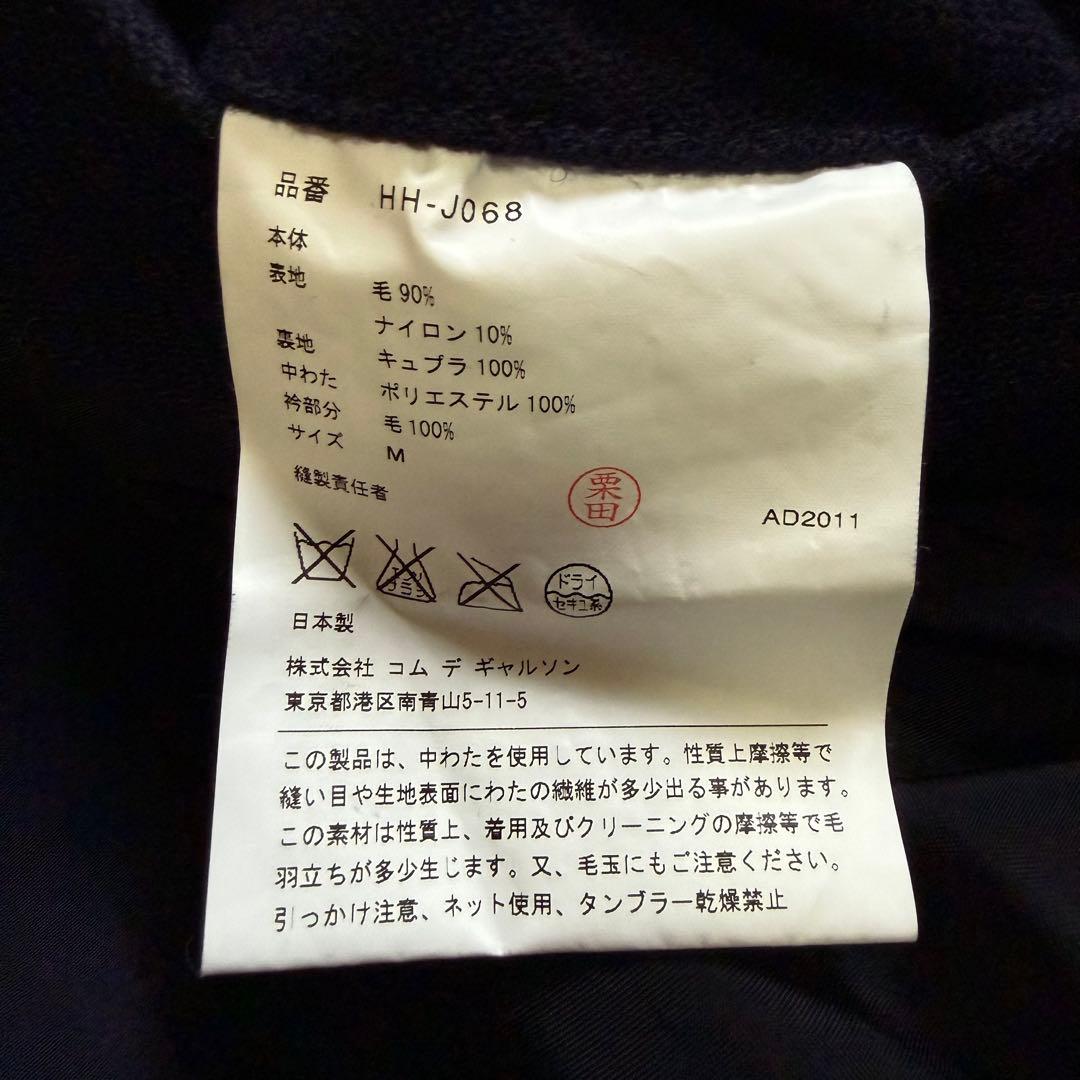 品番 HH-J068
本体
表地 毛 90%
ナイロン 10%
裏地 キュプラ 100%
中わた ポリエステル 100%
衿部分 毛 100%
サイズ M
縫製責任者 栗田
AD2011
エンソ
フラシ
ドライ
セキユ系
日本製
株式会社 コム デ ギャルソン
東京都港区南青山5-11-5
この製品は、中わたを使用しています。性質上摩擦等で
縫い目や生地表面にわたの繊維が多少出る事があります。
この素材は性質上、着用及びクリーニングの摩擦等で毛
羽立ちが多少生じます。又、毛玉にもご注意ください。
引っかけ注意、ネット使用、タンブラー乾燥禁止